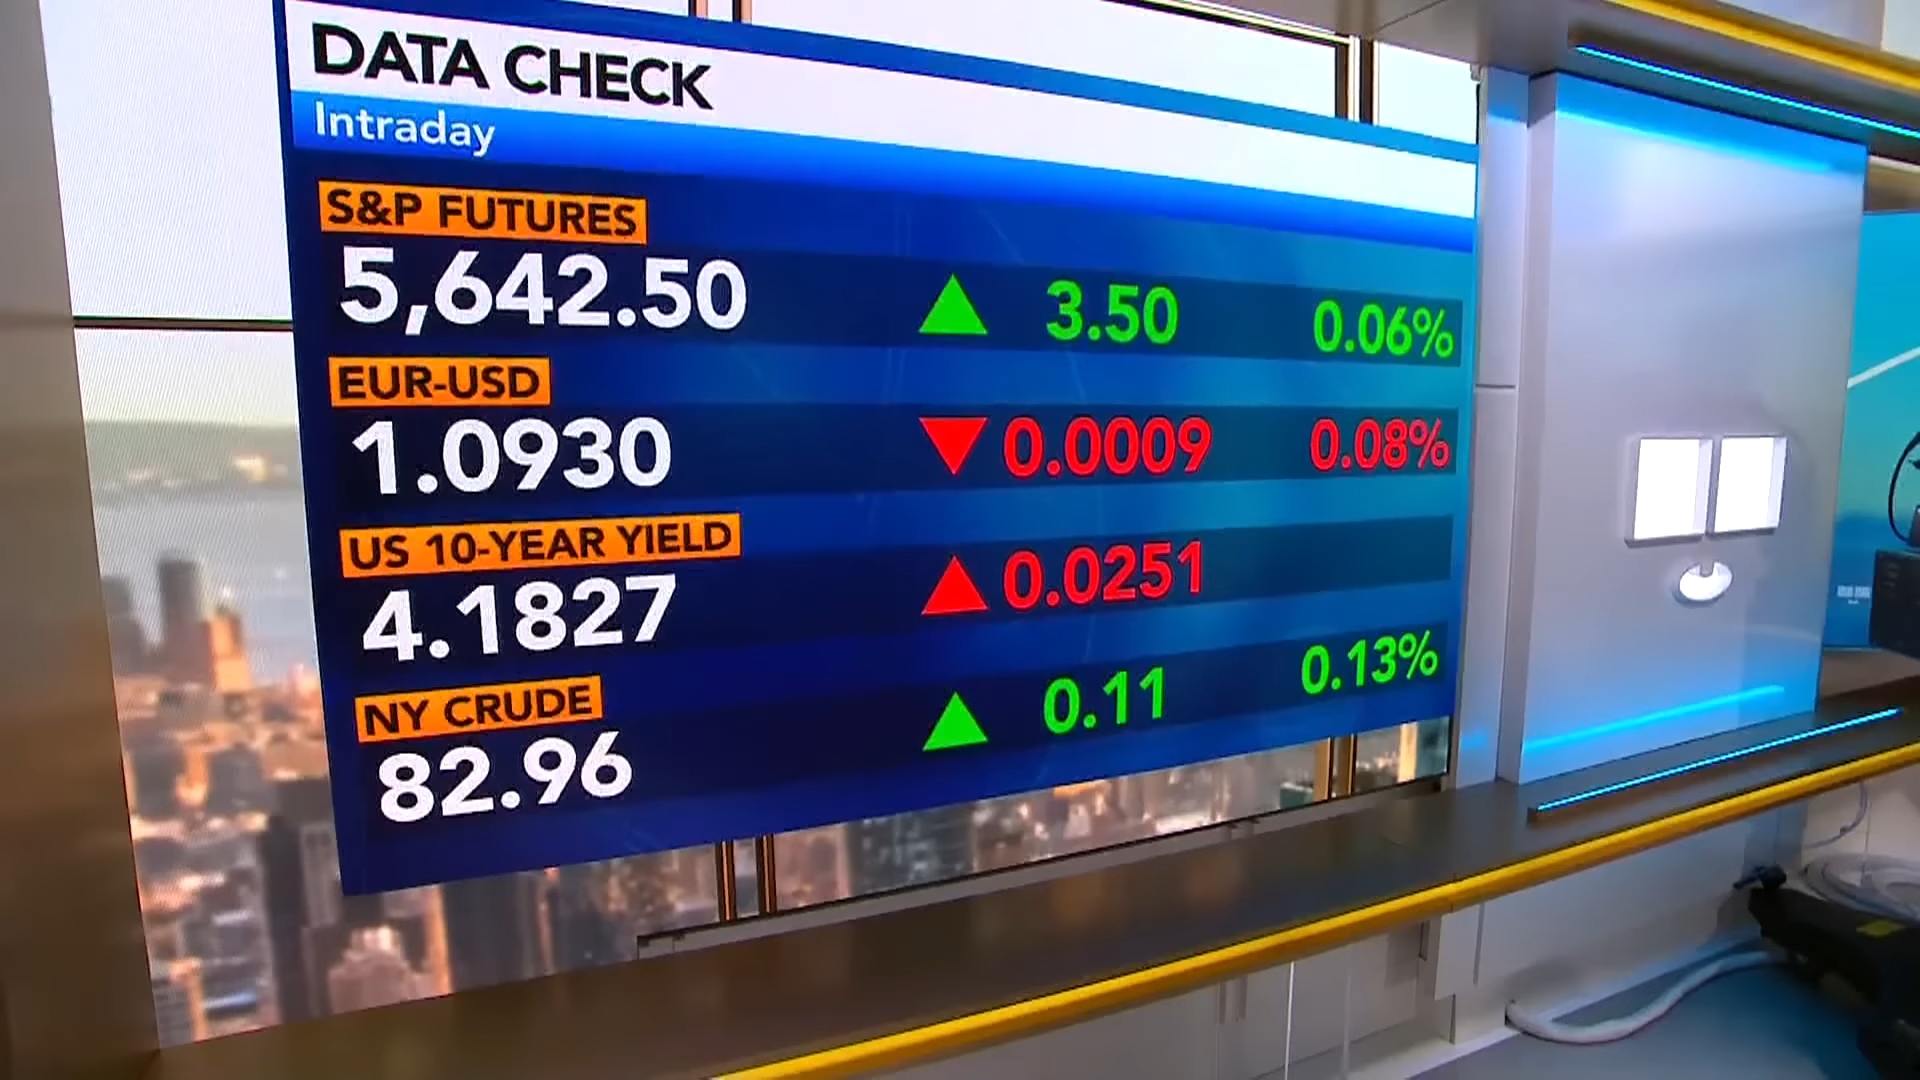 DATA CHECK
Intraday
S&P FUTURES
5,642.50 ▲ 3.50 0.06%
EUR-USD
1.0930 ▼ 0.0009 0.08%
US 10-YEAR YIELD
4.1827 ▲ 0.0251
NY CRUDE
82.96 ▲ 0.11 0.13%